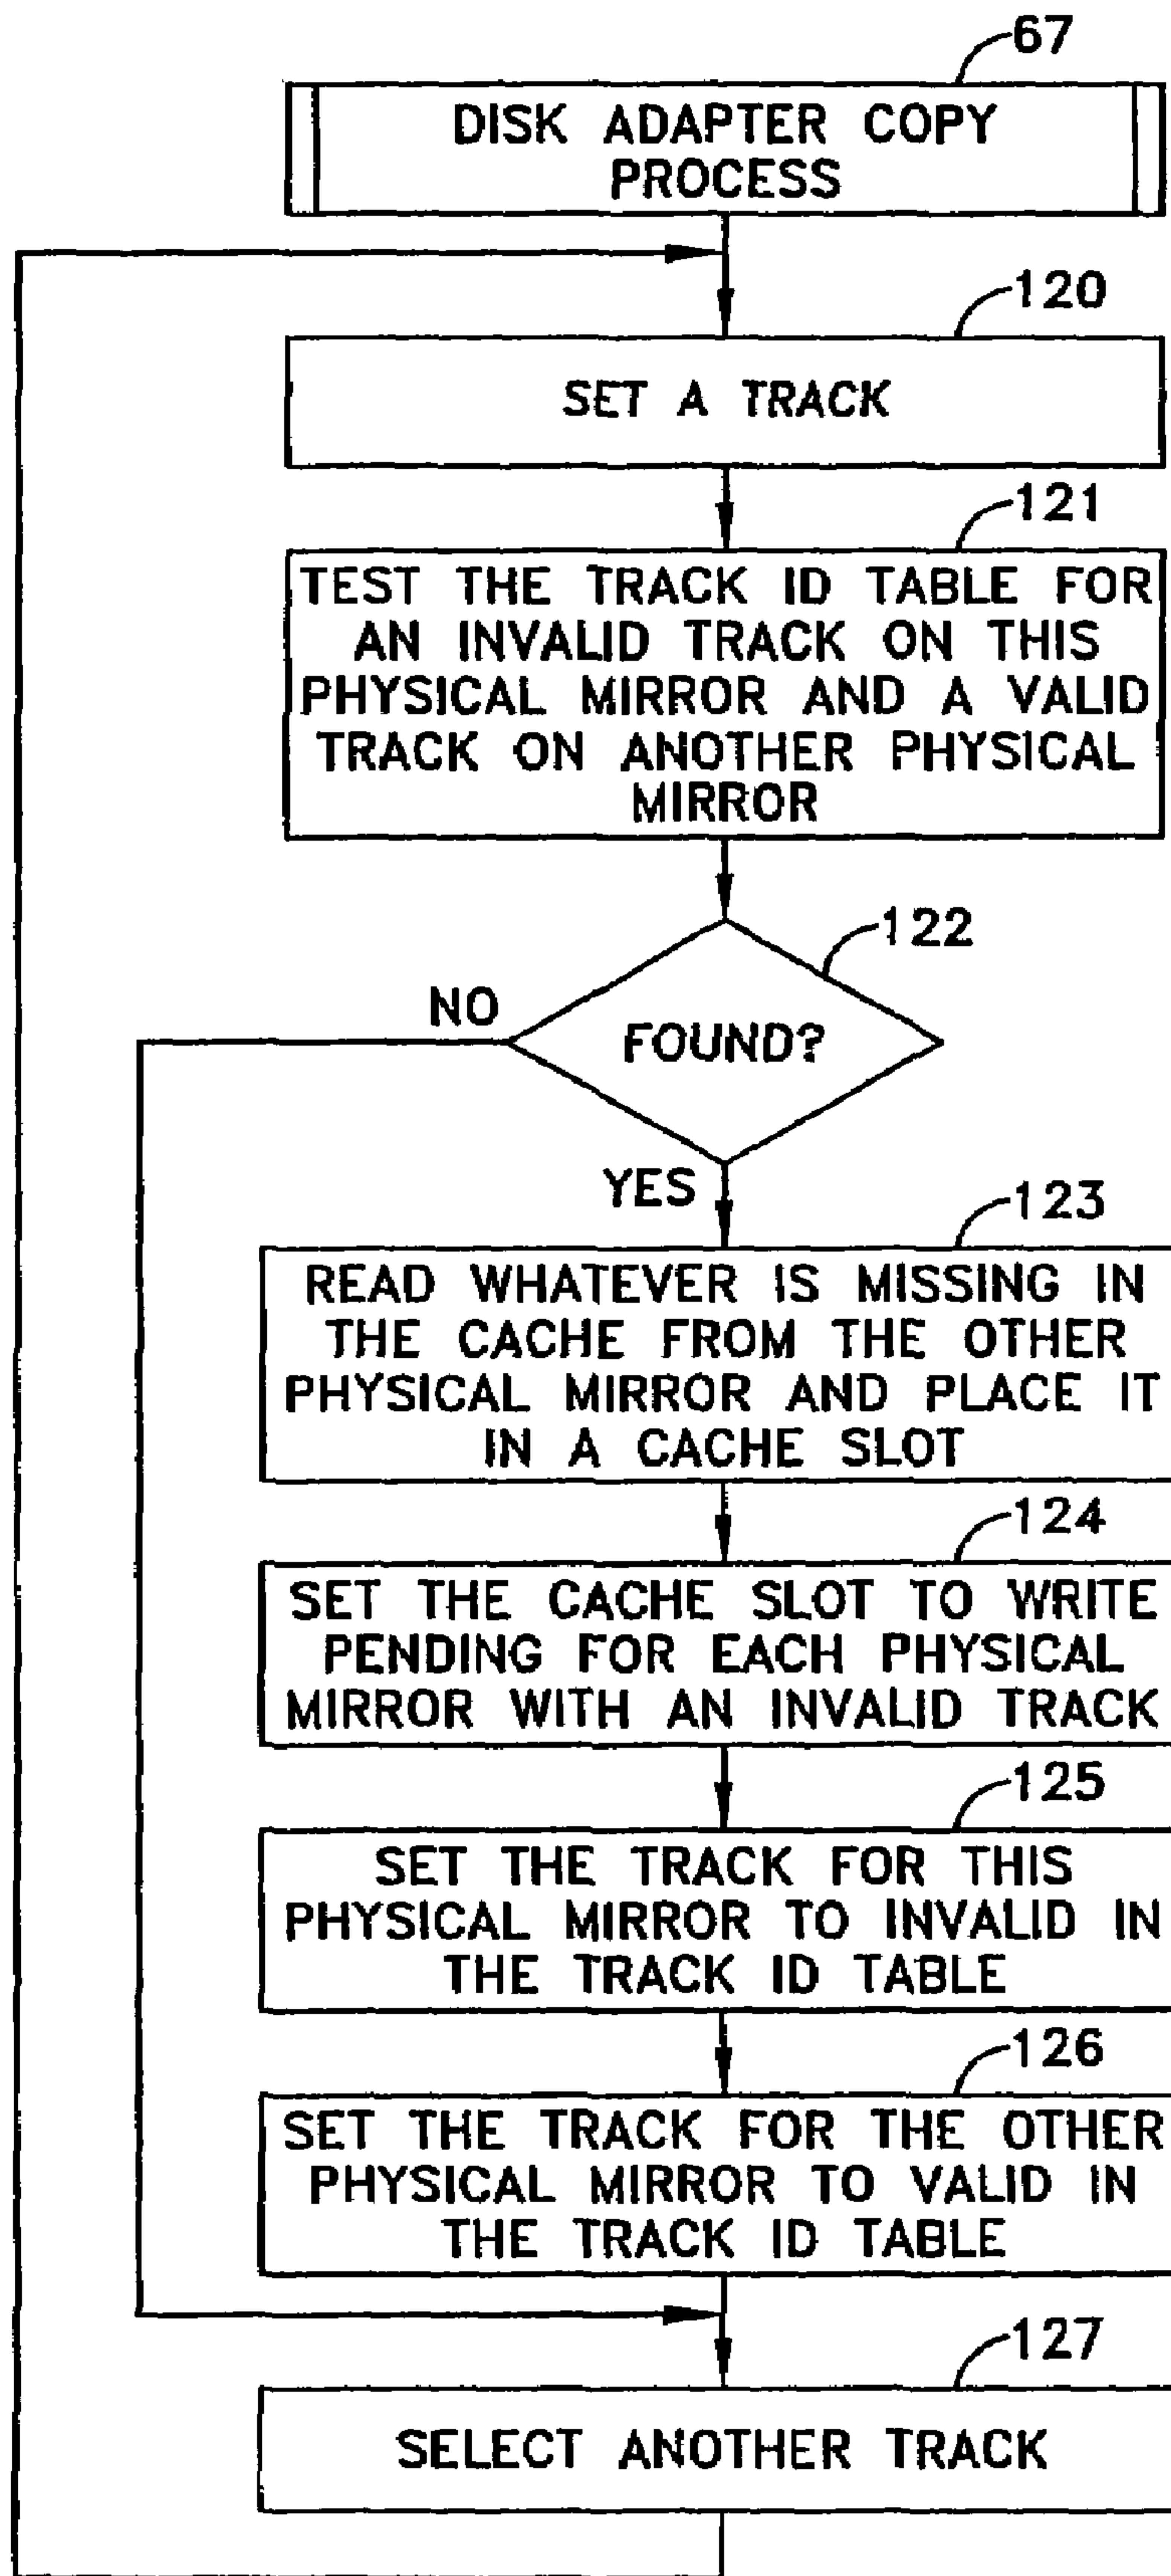 67
DISK ADAPTER COPY
PROCESS
120
SET A TRACK
121
TEST THE TRACK ID TABLE FOR
AN INVALID TRACK ON THIS
PHYSICAL MIRROR AND A VALID
TRACK ON ANOTHER PHYSICAL
MIRROR
122
NO
FOUND?
YES
123
READ WHATEVER IS MISSING IN
THE CACHE FROM THE OTHER
PHYSICAL MIRROR AND PLACE IT
IN A CACHE SLOT
124
SET THE CACHE SLOT TO WRITE
PENDING FOR EACH PHYSICAL
MIRROR WITH AN INVALID TRACK
125
SET THE TRACK FOR THIS
PHYSICAL MIRROR TO INVALID IN
THE TRACK ID TABLE
126
SET THE TRACK FOR THE OTHER
PHYSICAL MIRROR TO VALID IN
THE TRACK ID TABLE
127
SELECT ANOTHER TRACK